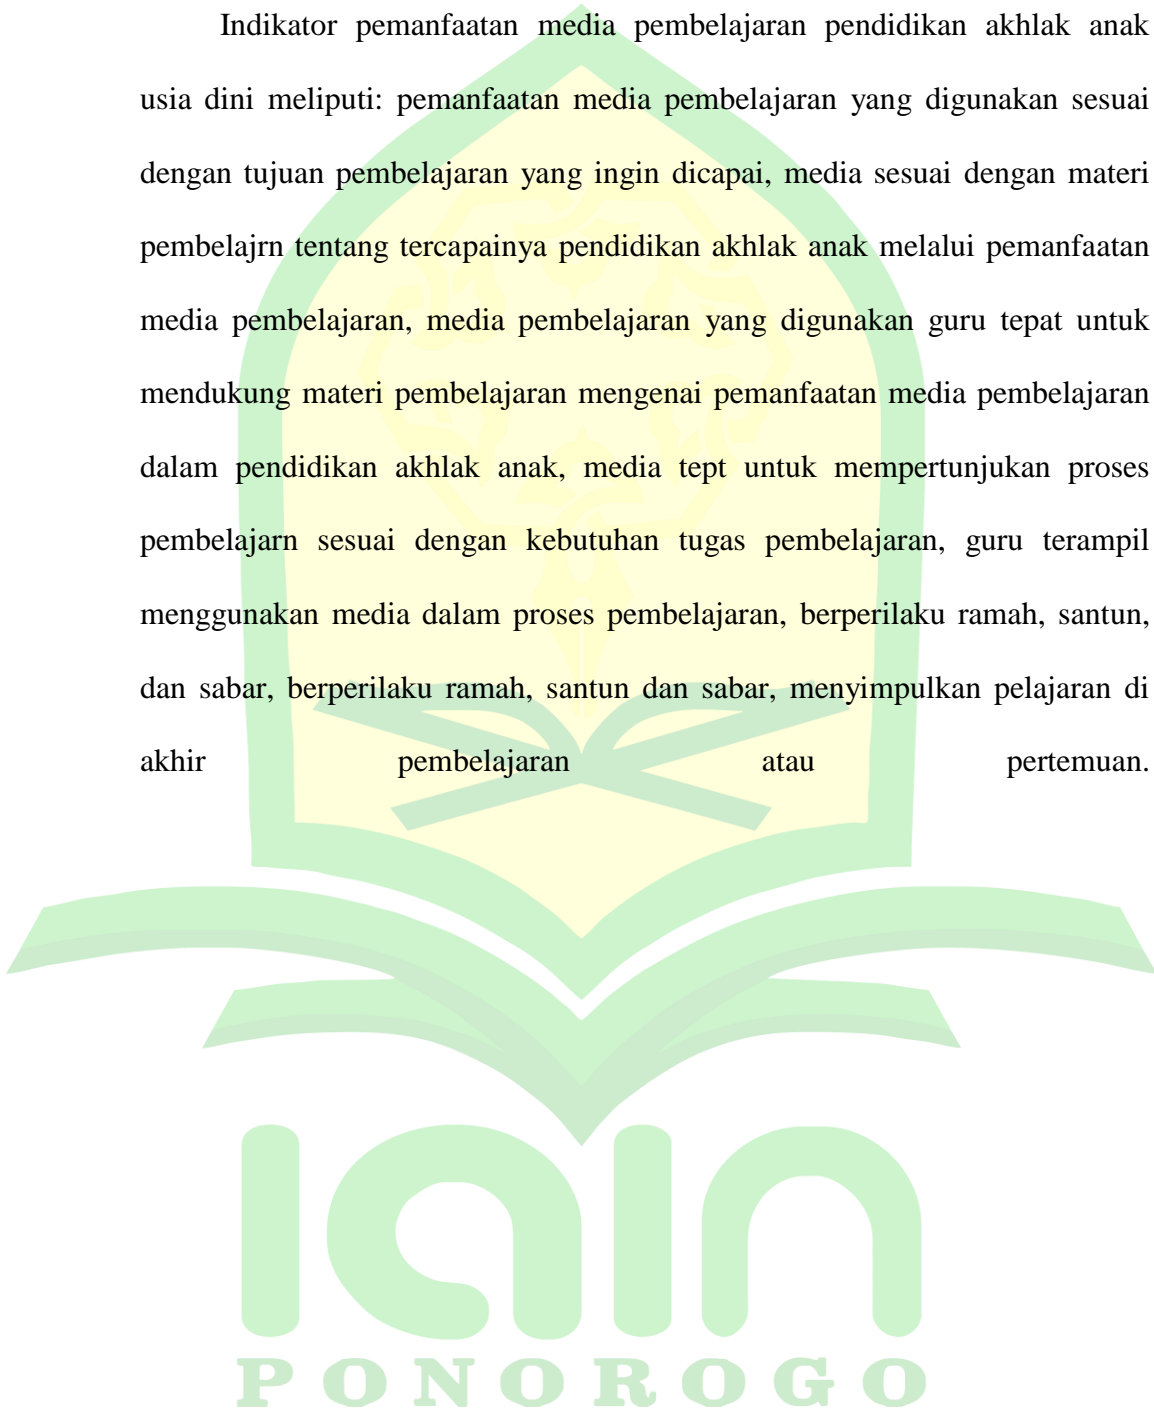 Indikator pemanfaatan media pembelajaran pendidikan akhlak anak
usia dini meliputi: pemanfaatan media pembelajaran yang digunakan sesuai
dengan tujuan pembelajaran yang ingin dicapai, media sesuai dengan materi
pembelajrn tentang tercapainya pendidikan akhlak anak melalui pemanfaatan
media pembelajaran, media pembelajaran yang digunakan guru tepat untuk
mendukung materi pembelajaran mengenai pemanfaatan media pembelajaran
dalam pendidikan akhlak anak, media tept untuk mempertunjukan proses
pembelajarn sesuai dengan kebutuhan tugas pembelajaran, guru terampil
menggunakan media dalam proses pembelajaran, berperilaku ramah, santun,
dan sabar, berperilaku ramah, santun dan sabar, menyimpulkan pelajaran di
akhir pembelajaran atau pertemuan.
iain
PONOROGO